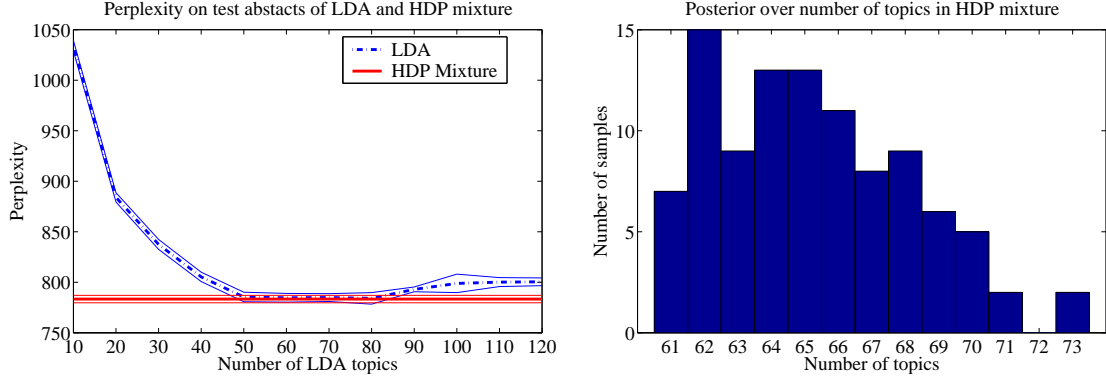 Perplexity on test abstacts of LDA and HDP mixture
1050
1000
950
900
850
800
750
Perplexity
LDA
HDP Mixture
10 20 30 40 50 60 70 80 90 100 110 120
Number of LDA topics
Posterior over number of topics in HDP mixture
15
10
5
0
Number of samples
61 62 63 64 65 66 67 68 69 70 71 72 73
Number of topics